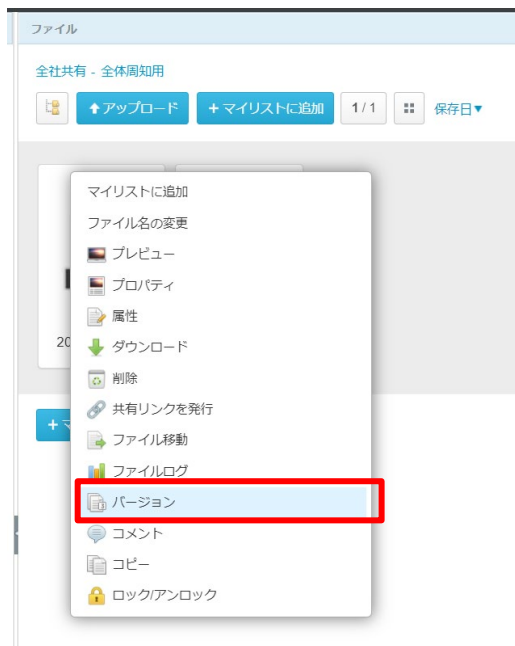 ファイル
全社共有 - 全体周知用
アップロード
+ マイリストに追加
1 / 1
保存日▼
マイリストに追加
ファイル名の変更
プレビュー
プロパティ
属性
20
ダウンロード
削除
共有リンクを発行
ファイル移動
ファイルログ
バージョン
コメント
コピー
ロック/アンロック